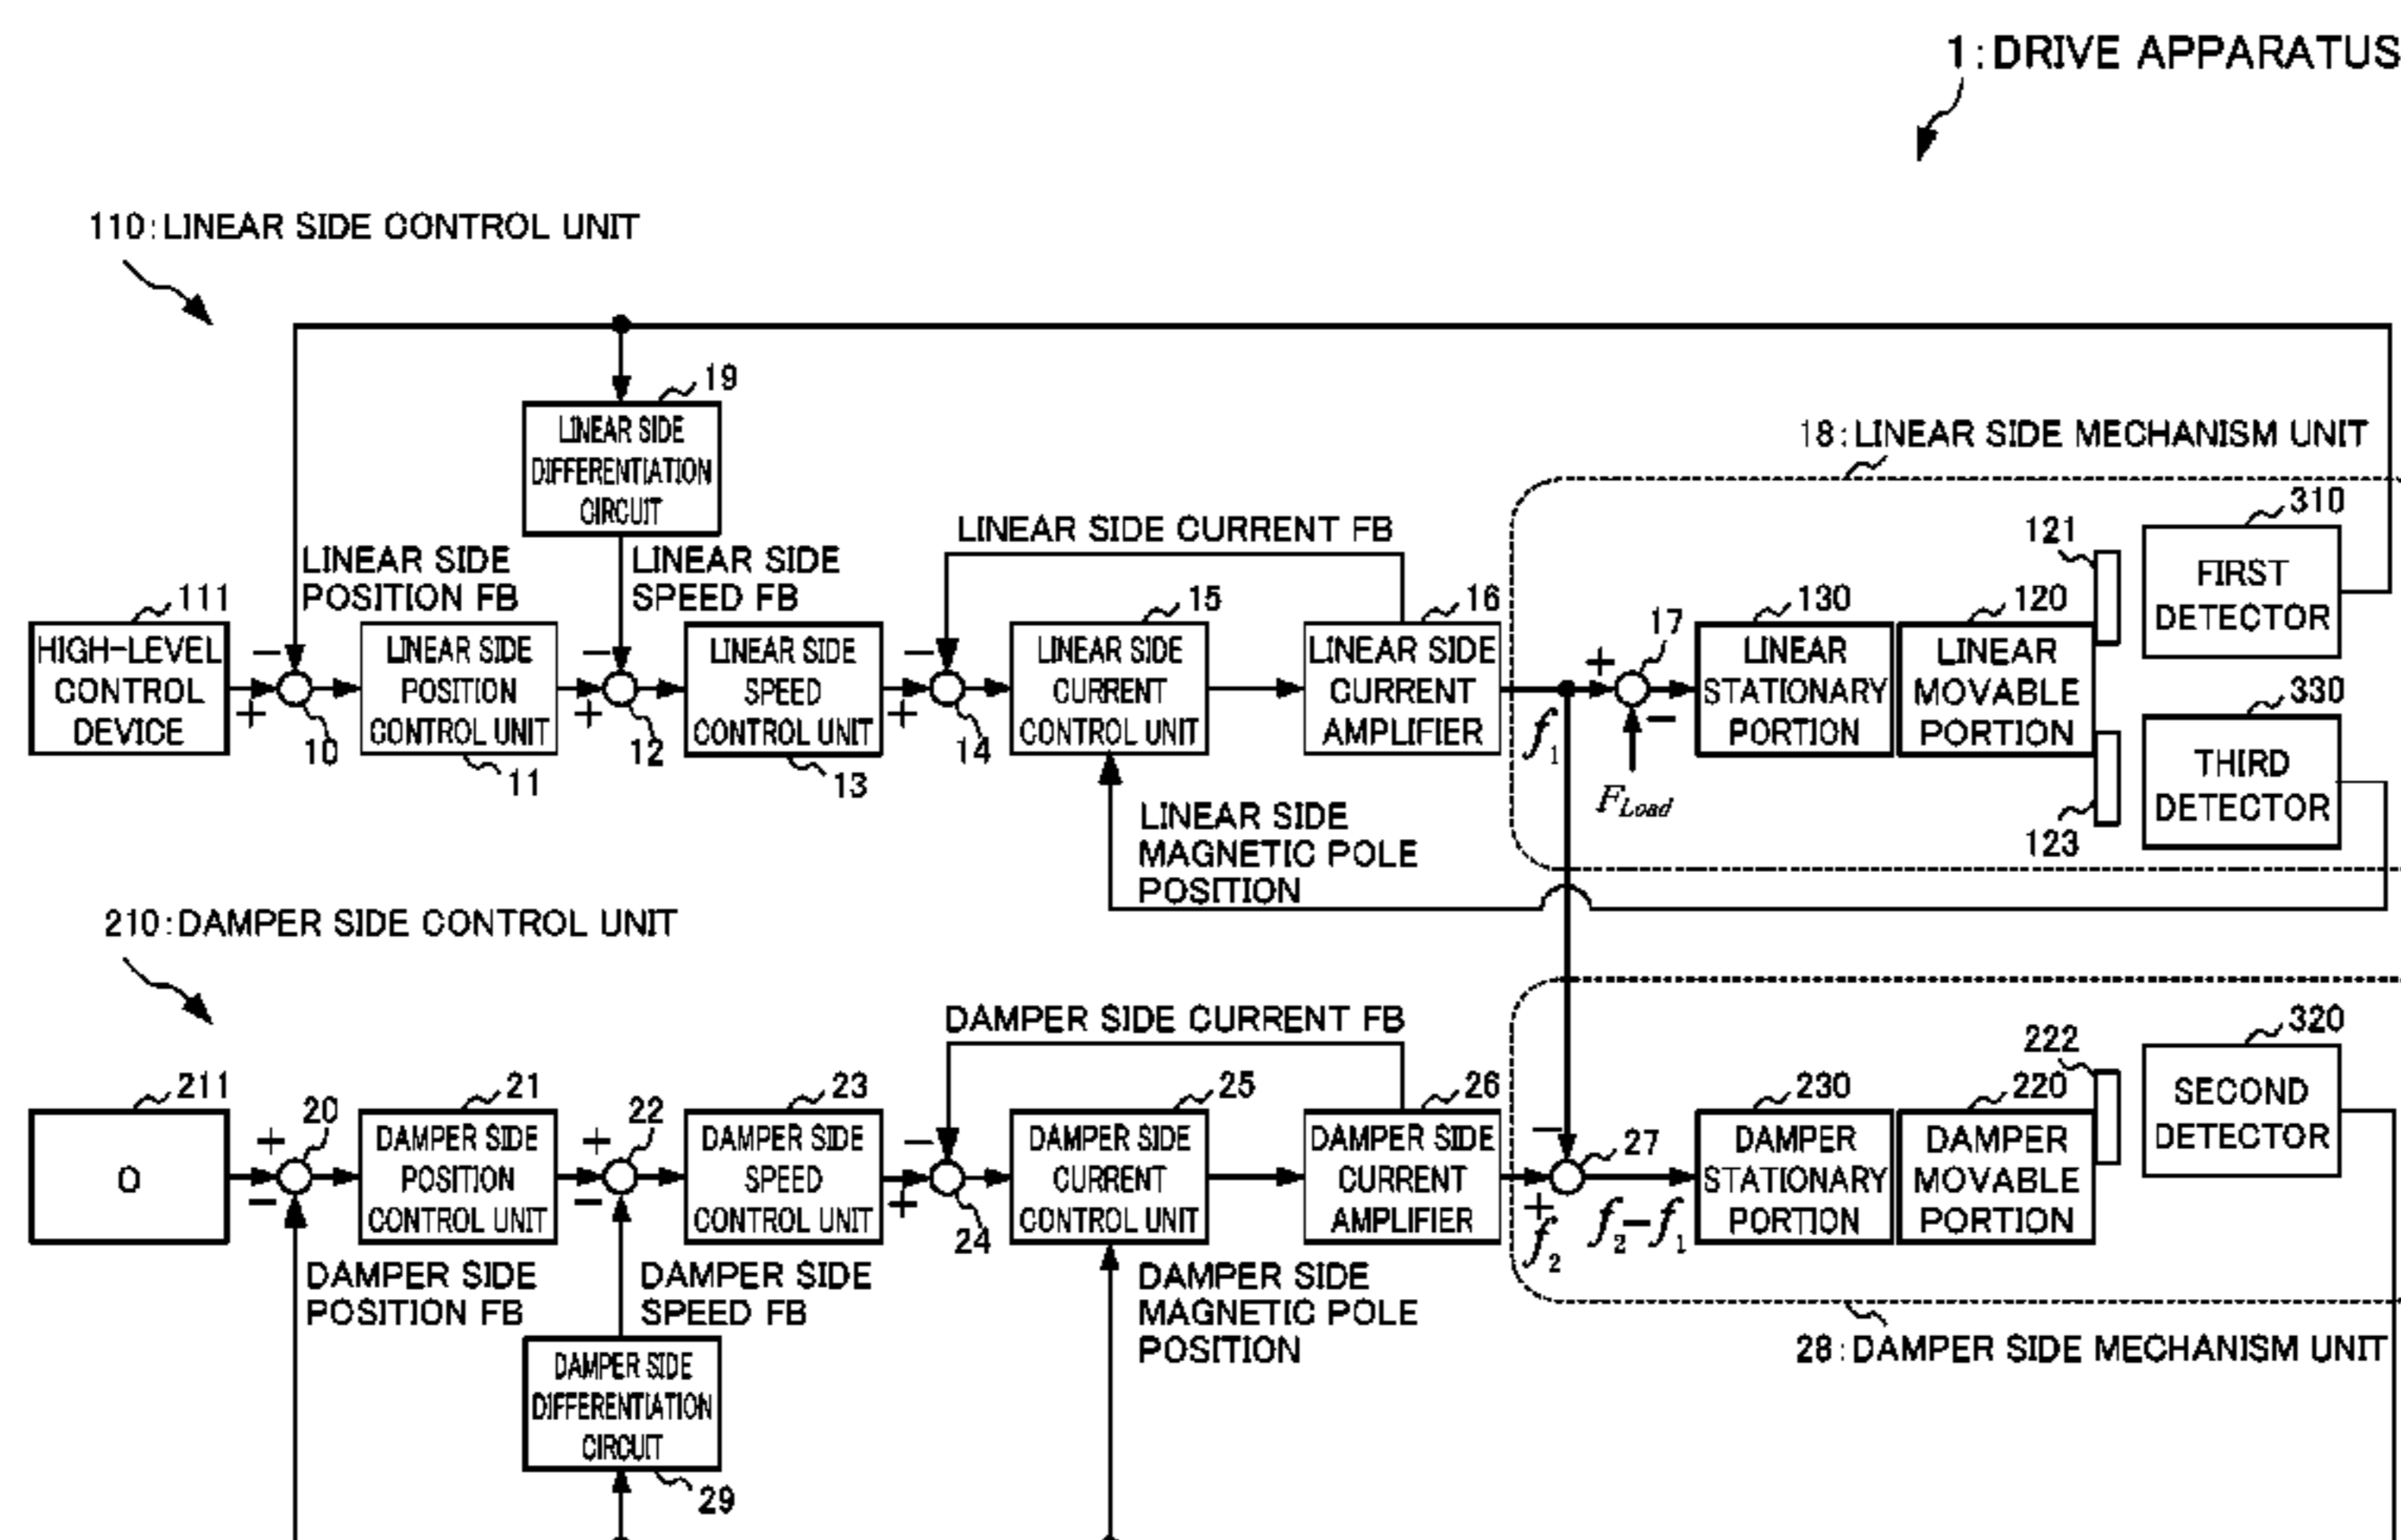 1:DRIVE APPARATUS
110:LINEAR SIDE CONTROL UNIT
19
LINEAR SIDE
DIFFERENTIATION
CIRCUIT
18:LINEAR SIDE MECHANISM UNIT
LINEAR SIDE
POSITION FB
LINEAR SIDE
SPEED FB
LINEAR SIDE CURRENT FB
111
HIGH-LEVEL
CONTROL
DEVICE
−
+
10
LINEAR SIDE
POSITION
CONTROL UNIT
11
−
+
12
LINEAR SIDE
SPEED
CONTROL UNIT
13
−
+
14
15
LINEAR SIDE
CURRENT
CONTROL UNIT
16
LINEAR SIDE
CURRENT
AMPLIFIER
f1
+
17
−
FLoad
130
LINEAR
STATIONARY
PORTION
120
LINEAR
MOVABLE
PORTION
121
123
310
FIRST
DETECTOR
330
THIRD
DETECTOR
LINEAR SIDE
MAGNETIC POLE
POSITION
210:DAMPER SIDE CONTROL UNIT
DAMPER SIDE CURRENT FB
211
0
+
−
20
21
DAMPER SIDE
POSITION
CONTROL UNIT
+
−
22
23
DAMPER SIDE
SPEED
CONTROL UNIT
−
+
24
25
DAMPER SIDE
CURRENT
CONTROL UNIT
26
DAMPER SIDE
CURRENT
AMPLIFIER
−
+
27
f2
f2−f1
230
DAMPER
STATIONARY
PORTION
220
DAMPER
MOVABLE
PORTION
222
320
SECOND
DETECTOR
DAMPER SIDE
POSITION FB
DAMPER SIDE
SPEED FB
DAMPER SIDE
MAGNETIC POLE
POSITION
28:DAMPER SIDE MECHANISM UNIT
DAMPER SIDE
DIFFERENTIATION
CIRCUIT
29